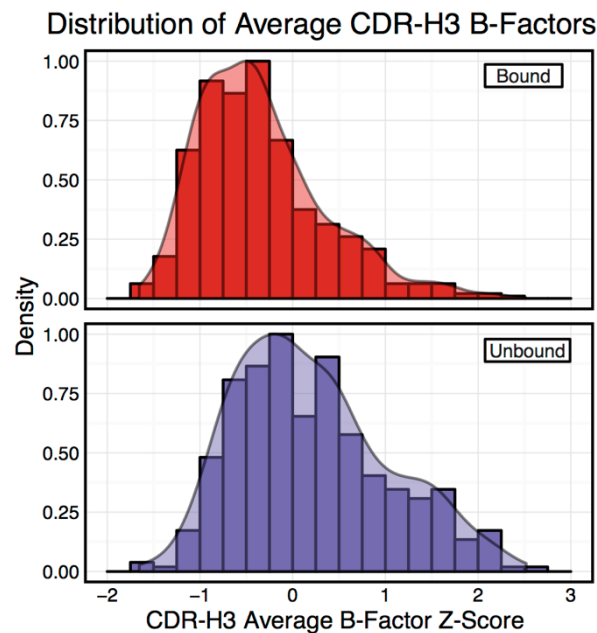 Distribution of Average CDR-H3 B-Factors
Bound
1.00
0.75
0.50
0.25
0.00
Density
Unbound
1.00
0.75
0.50
0.25
0.00
−2 −1 0 1 2 3
CDR-H3 Average B-Factor Z-Score